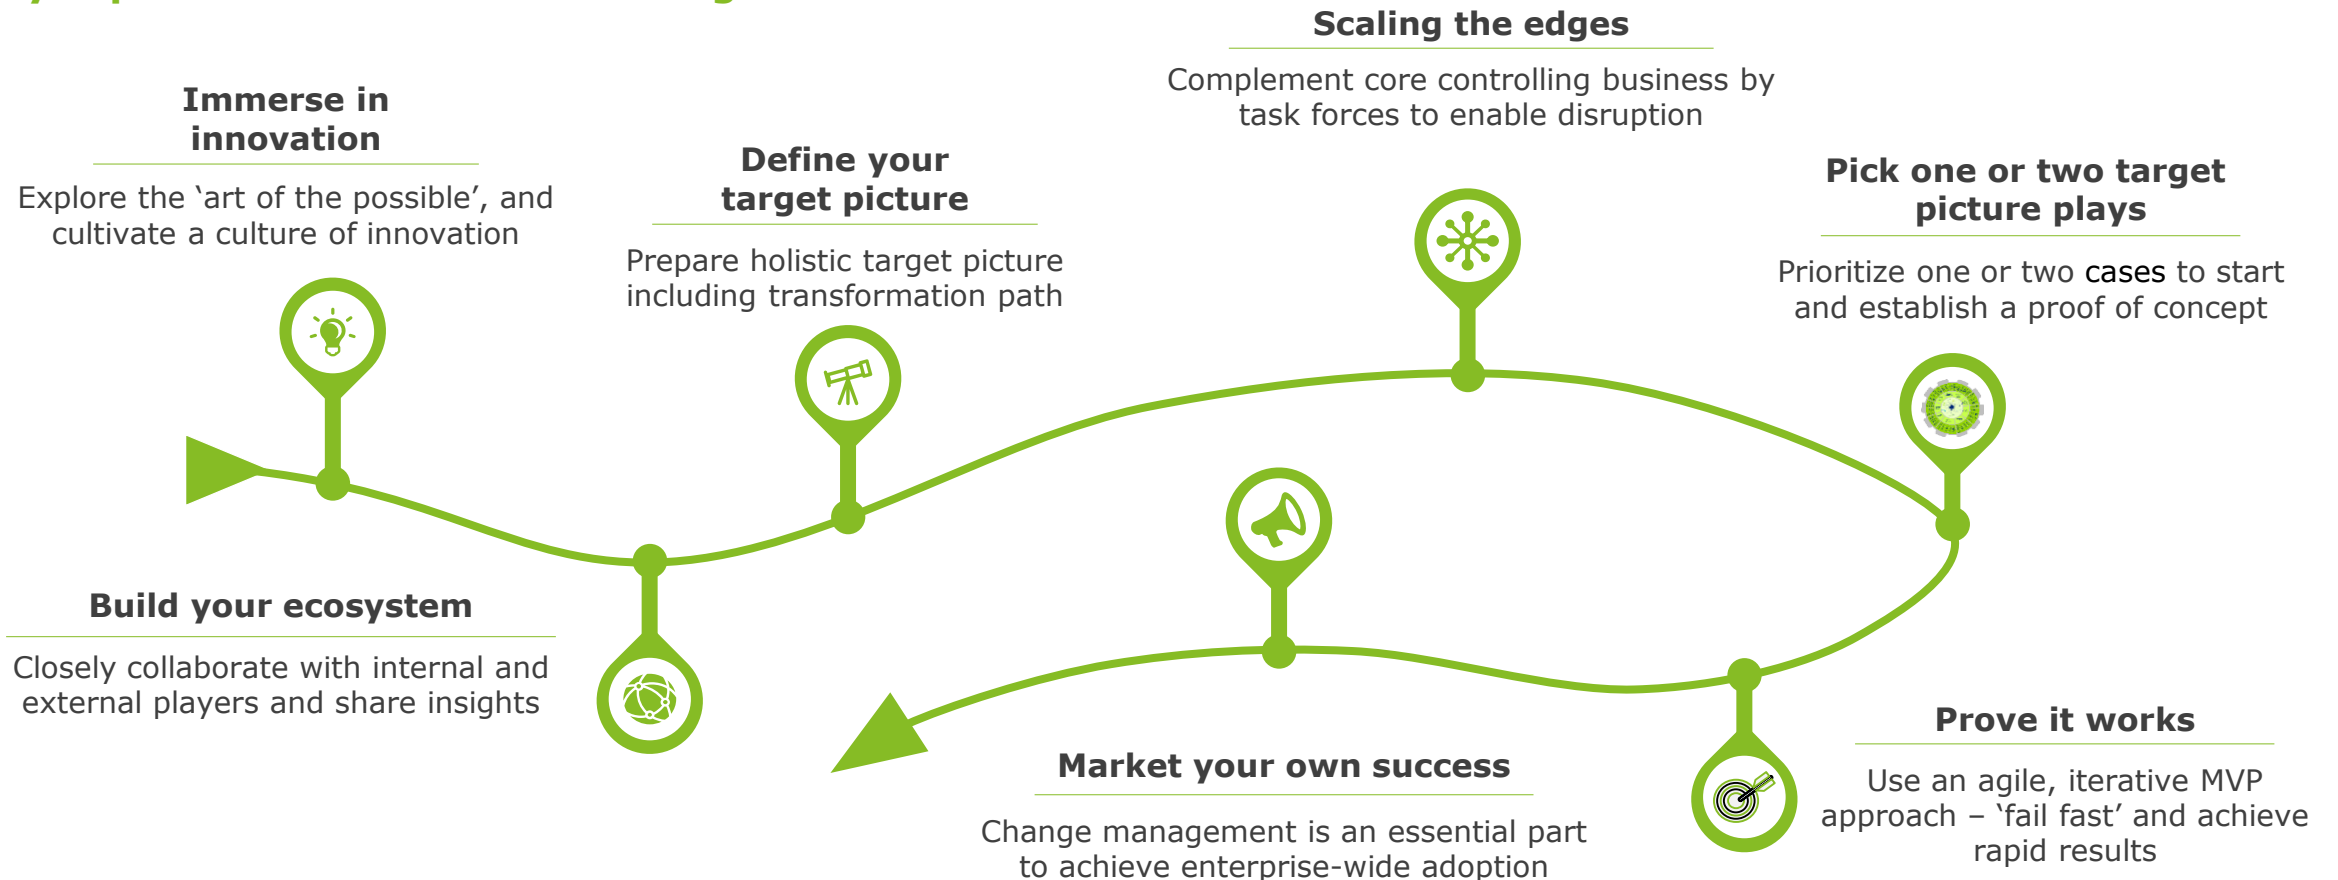 Immerse in
innovation
Explore the ‘art of the possible’, and
cultivate a culture of innovation
Build your ecosystem
Closely collaborate with internal and
external players and share insights
Define your
target picture
Prepare holistic target picture
including transformation path
Scaling the edges
Complement core controlling business by
task forces to enable disruption
Pick one or two target
picture plays
Prioritize one or two cases to start
and establish a proof of concept
Prove it works
Use an agile, iterative MVP
approach – ‘fail fast’ and achieve
rapid results
Market your own success
Change management is an essential part
to achieve enterprise-wide adoption